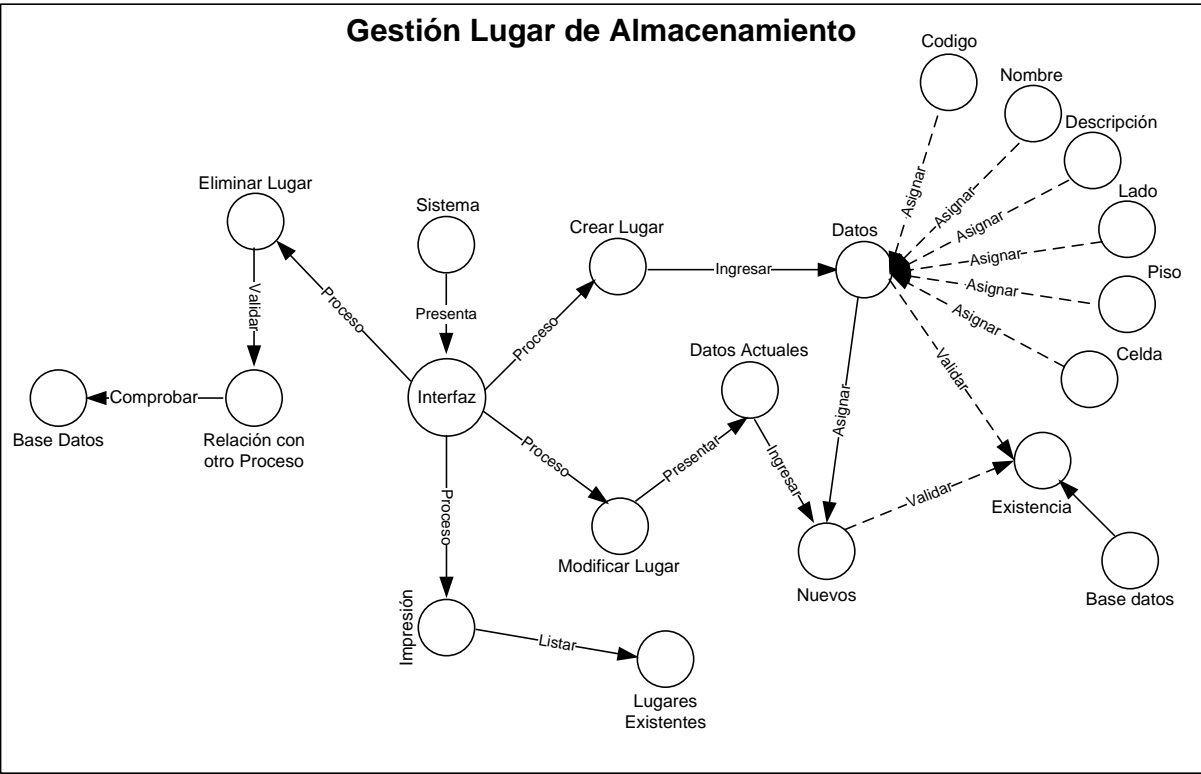 Gestión Lugar de Almacenamiento
Codigo
Nombre
Descripción
Lado
Piso
Celda
Asignar
Asignar
Asignar
Asignar
Asignar
Asignar
Eliminar Lugar
Sistema
Crear Lugar
Datos
Ingresar
Validar
Proceso
Presenta
Proceso
Datos Actuales
Validar
Interfaz
Comprobar
Base Datos
Relación con
otro Proceso
Proceso
Presentar
Ingresar
Asignar
Proceso
Validar
Existencia
Modificar Lugar
Nuevos
Base datos
Impresión
Listar
Lugares
Existentes